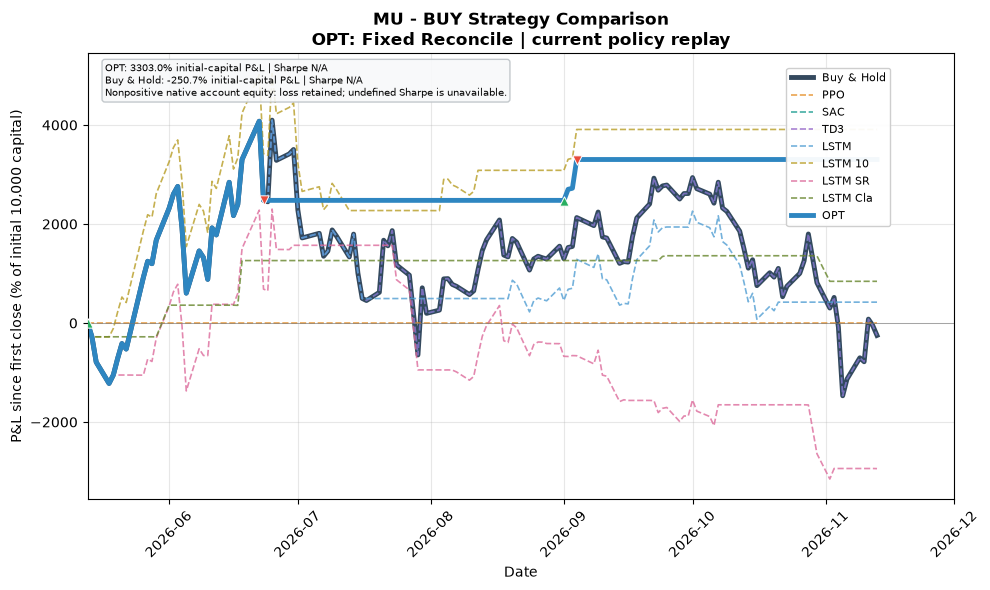 MU - BUY Strategy Comparison
OPT: Fixed Reconcile | current policy replay
OPT: 3303.0% initial-capital P&L | Sharpe N/A
Buy & Hold: -250.7% initial-capital P&L | Sharpe N/A
Nonpositive native account equity: loss retained; undefined Sharpe is unavailable.
Buy & Hold
PPO
SAC
TD3
LSTM
LSTM 10
LSTM SR
LSTM Cla
OPT
P&L since first close (% of initial 10,000 capital)
4000
2000
0
−2000
2026-06
2026-07
2026-08
2026-09
2026-10
2026-11
2026-12
Date